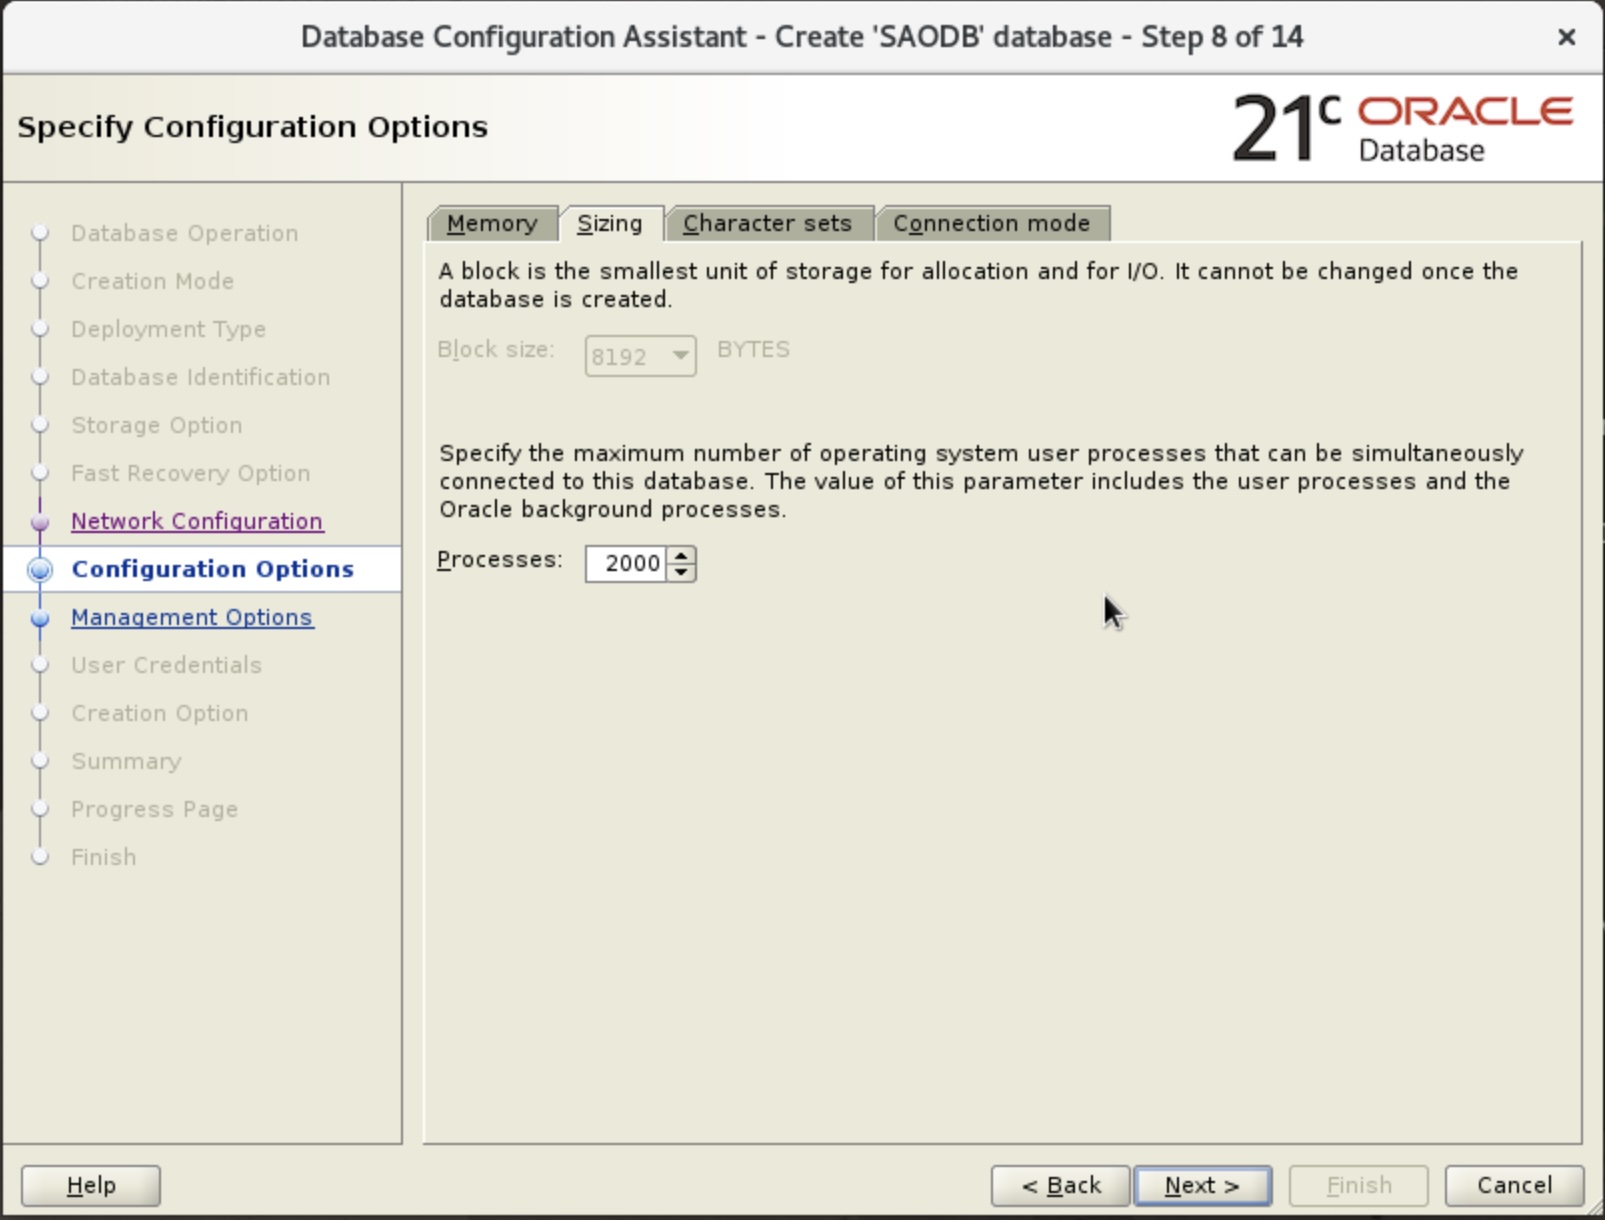 Database Configuration Assistant - Create 'SAODB' database - Step 8 of 14
Specify Configuration Options
21c ORACLE
Database
Database Operation
Creation Mode
Deployment Type
Database Identification
Storage Option
Fast Recovery Option
Network Configuration
Configuration Options
Management Options
User Credentials
Creation Option
Summary
Progress Page
Finish
Memory
Sizing
Character sets
Connection mode
A block is the smallest unit of storage for allocation and for I/O. It cannot be changed once the
database is created.
Block size: 8192 BYTES
Specify the maximum number of operating system user processes that can be simultaneously
connected to this database. The value of this parameter includes the user processes and the
Oracle background processes.
Processes: 2000
Help
< Back
Next >
Finish
Cancel